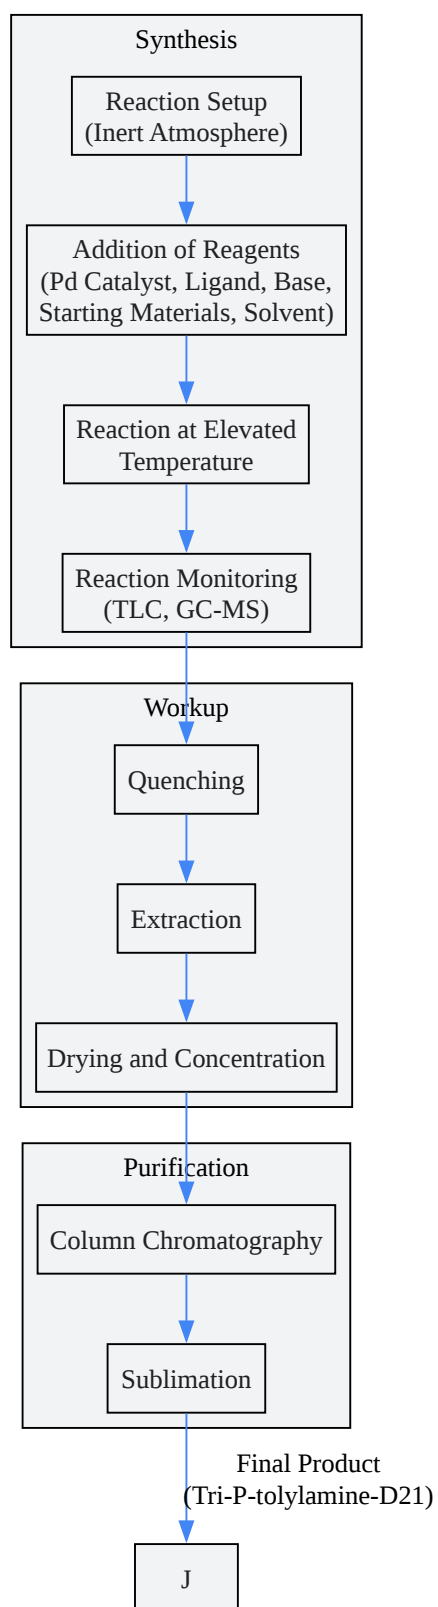 Synthesis
Reaction Setup
(Inert Atmosphere)
Addition of Reagents
(Pd Catalyst, Ligand, Base,
Starting Materials, Solvent)
Reaction at Elevated
Temperature
Reaction Monitoring
(TLC, GC-MS)
Workup
Quenching
Extraction
Drying and Concentration
Purification
Column Chromatography
Sublimation
Final Product
(Tri-P-tolylamine-D21)
J